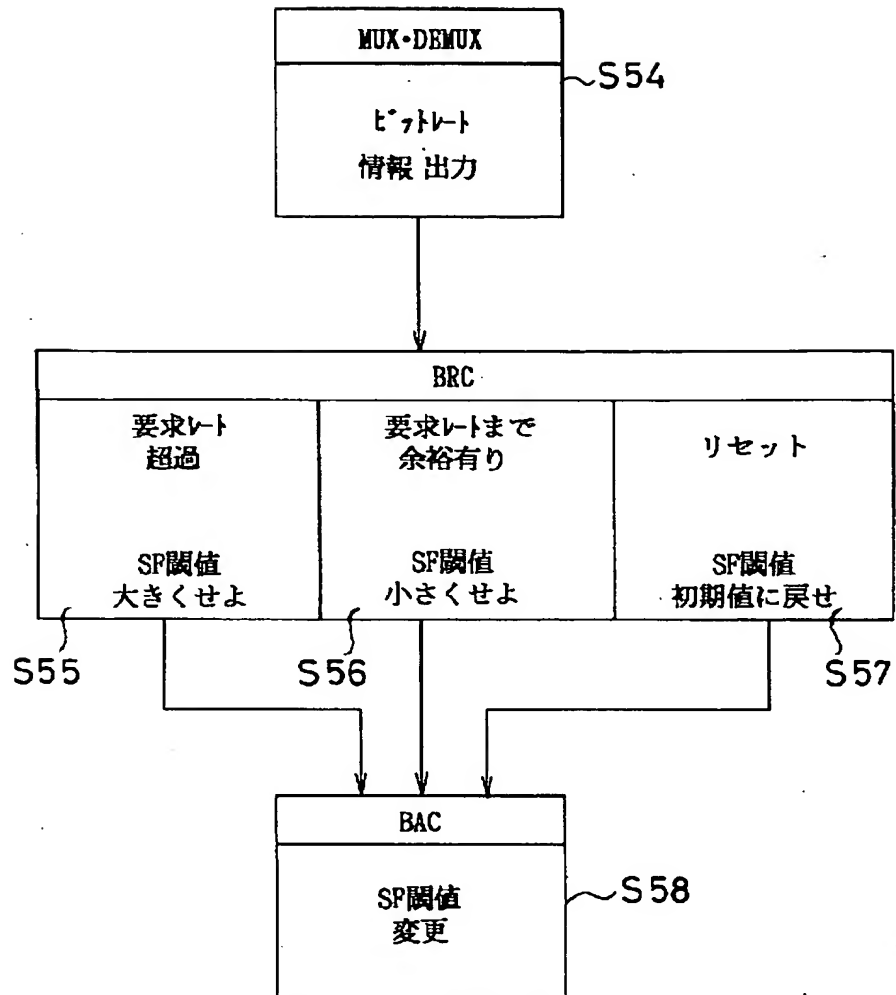 MUX・DEMUX
S54
ビットレート
情報 出力
BRC
要求レート
超過
要求レートまで
余裕有り
リセット
SF閾値
大きくせよ
SF閾値
小さくせよ
SF閾値
初期値に戻せ
S55
S56
S57
BAC
S58
SF閾値
変更